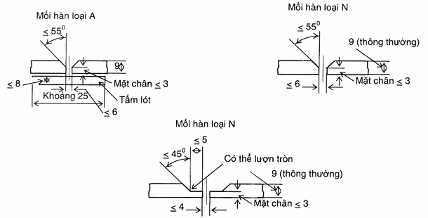 Mối hàn loại A
≤ 55⁰
9
Mặt chân ≤ 3
≤ 8
Khoảng 25
Tấm lót
≤ 6
Mối hàn loại N
≤ 55⁰
9 (thông thường)
≤ 6
Mặt chân ≤ 3
Mối hàn loại N
≤ 5
≤ 45⁰
Có thể lượn tròn
9 (thông thường)
Mặt chân ≤ 3
≤ 4